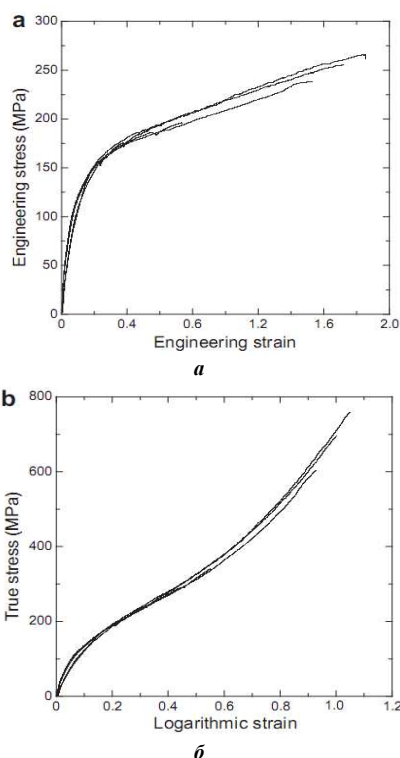 a
300
250
200
150
100
50
0
Engineering stress (MPa)
0 0.4 0.8 1.2 1.6 2.0
Engineering strain
а
b
800
600
400
200
0
True stress (MPa)
0 0.2 0.4 0.6 0.8 1.0 1.2
Logarithmic strain
б